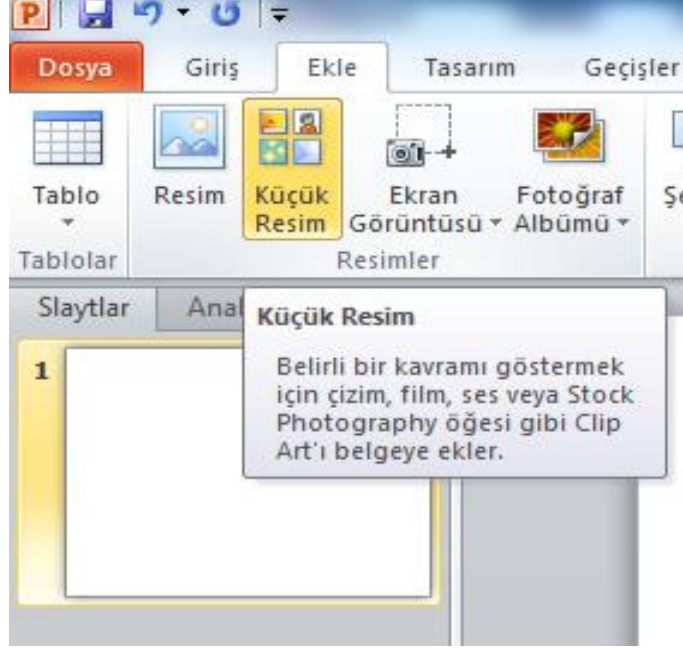 P
Dosya Giriş Ekle Tasarım Geçişler
Tablo Resim Küçük Resim Ekran Görüntüsü Fotoğraf Albümü
Tablolar Resimler
Slaytlar
Küçük Resim
1
Belirli bir kavramı göstermek
için çizim, film, ses veya Stock
Photography öğesi gibi Clip
Art'ı belgeye ekler.